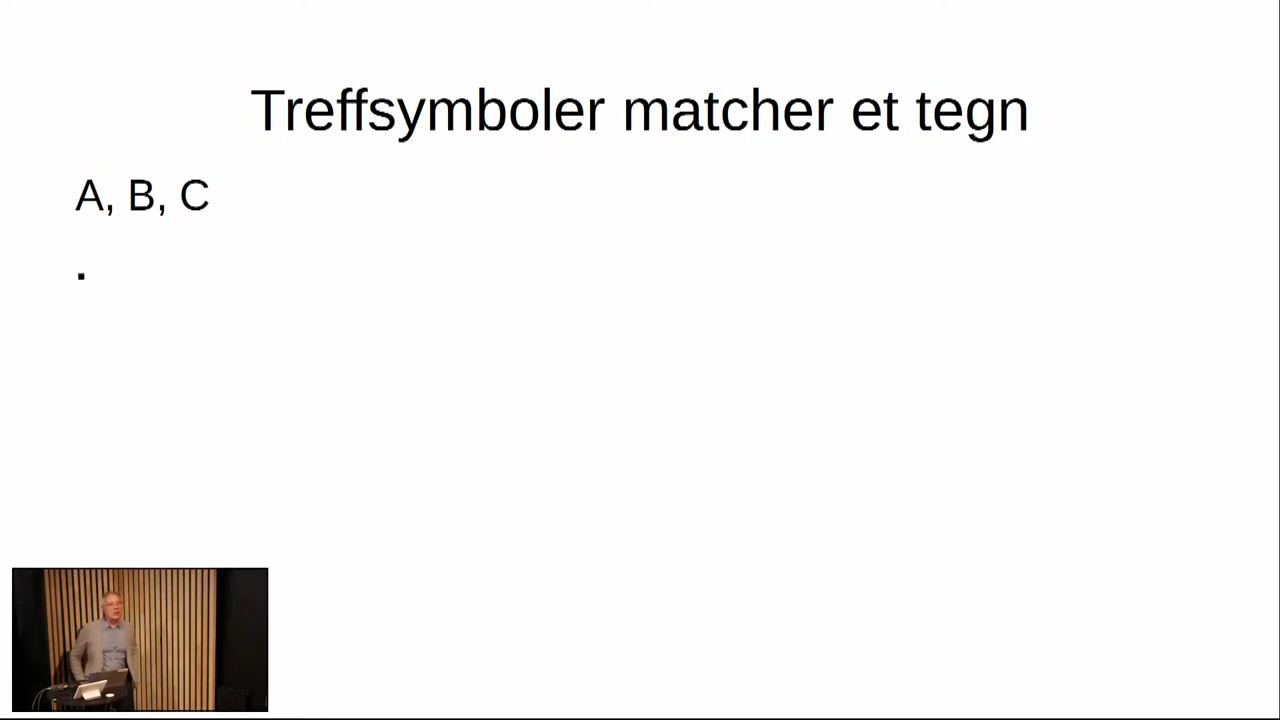 Treffsymboler matcher et tegn
A, B, C
.